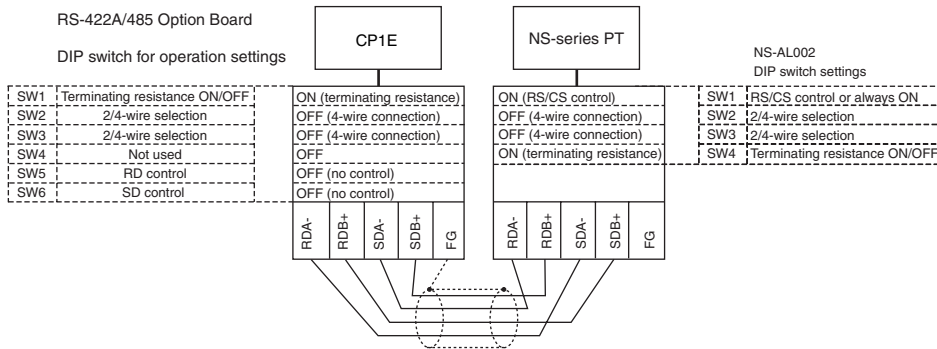 RS-422A/485 Option Board
DIP switch for operation settings
CP1E
NS-series PT
NS-AL002
DIP switch settings
SW1 Terminating resistance ON/OFF ON (terminating resistance) ON (RS/CS control) SW1 RS/CS control or always ON
SW2 2/4-wire selection OFF (4-wire connection) OFF (4-wire connection) SW2 2/4-wire selection
SW3 2/4-wire selection OFF (4-wire connection) OFF (4-wire connection) SW3 2/4-wire selection
SW4 Not used OFF ON (terminating resistance) SW4 Terminating resistance ON/OFF
SW5 RD control OFF (no control)
SW6 SD control OFF (no control)
RDA- RDB+ SDA- SDB+ FG RDA- RDB+ SDA- SDB+ FG